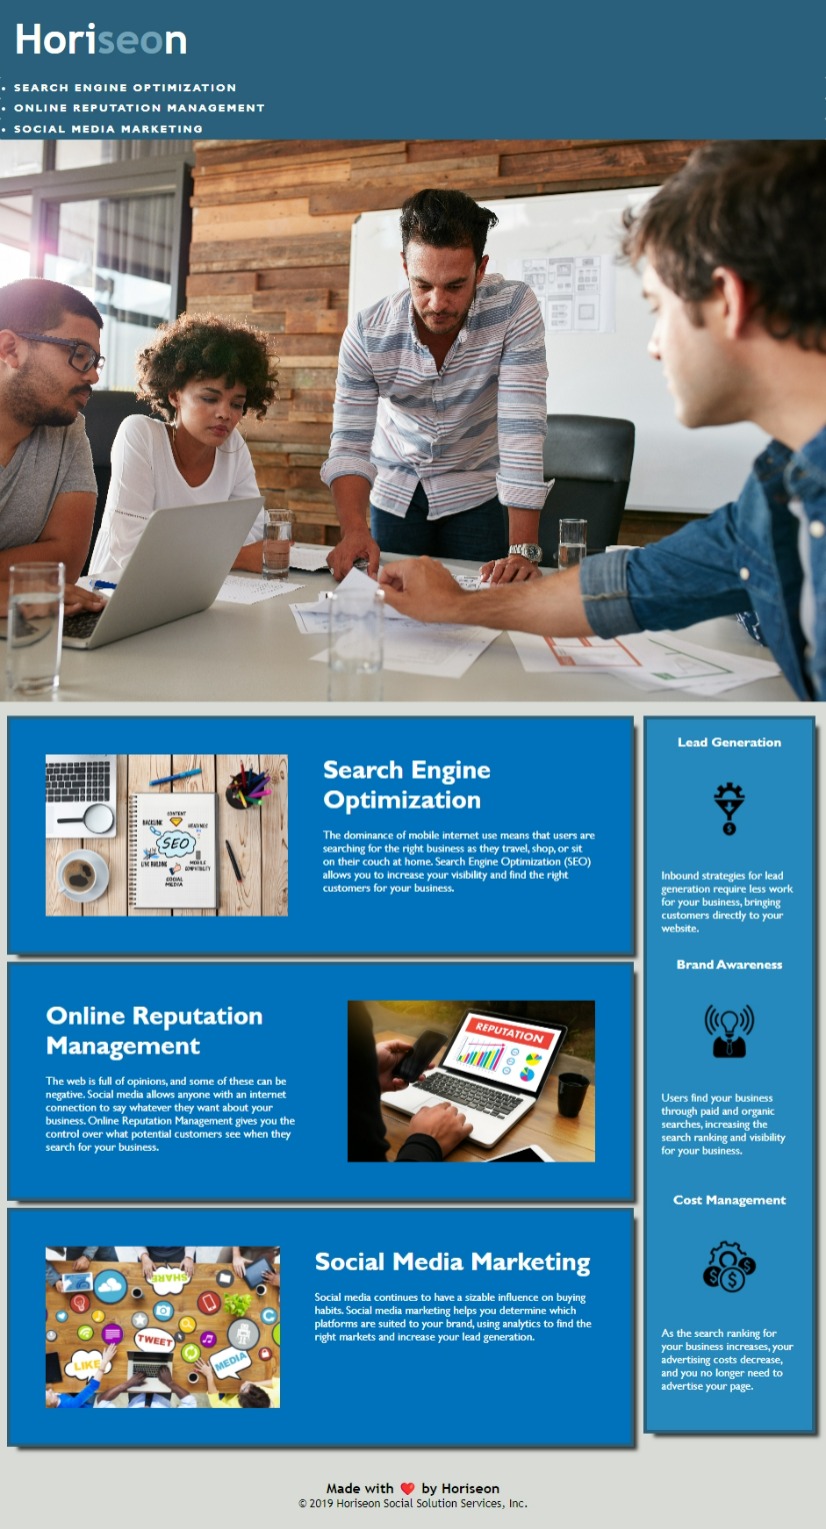 Horiseon
SEARCH ENGINE OPTIMIZATION
ONLINE REPUTATION MANAGEMENT
SOCIAL MEDIA MARKETING
CONTENT
BACKLINK
SEO
LINK BUILDING
MOBILE
COMPATIBILITY
SOCIAL
MEDIA
Search Engine
Optimization
The dominance of mobile internet use means that users are
searching for the right business as they travel, shop, or sit
on their couch at home. Search Engine Optimization (SEO)
allows you to increase your visibility and find the right
customers for your business.
Online Reputation
Management
The web is full of opinions, and some of these can be
negative. Social media allows anyone with an internet
connection to say whatever they want about your
business. Online Reputation Management gives you the
control over what potential customers see when they
search for your business.
REPUTATION
SHARE
TWEET
LIKE
MEDIA
Social Media Marketing
Social media continues to have a sizable influence on buying
habits. Social media marketing helps you determine which
platforms are suited to your brand, using analytics to find the
right markets and increase your lead generation.
Lead Generation
$
Inbound strategies for lead
generation require less work
for your business, bringing
customers directly to your
website.
Brand Awareness
Users find your business
through paid and organic
searches, increasing the
search ranking and visibility
for your business.
Cost Management
$ $ $
As the search ranking for
your business increases, your
advertising costs decrease,
and you no longer need to
advertise your page.
Made with ❤️ by Horiseon
© 2019 Horiseon Social Solution Services, Inc.